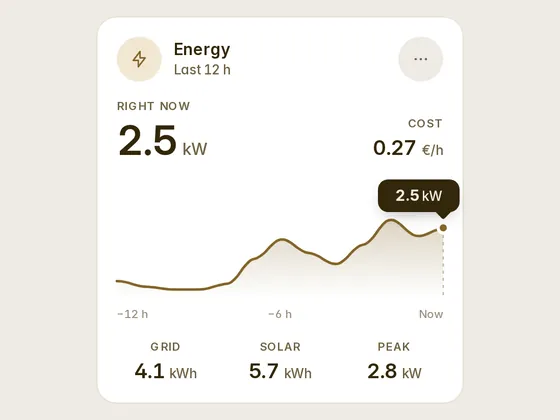 Energy
Last 12 h
RIGHT NOW
2.5 kW
COST
0.27 €/h
2.5 kW
−12 h
−6 h
Now
GRID
SOLAR
PEAK
4.1 kWh
5.7 kWh
2.8 kW